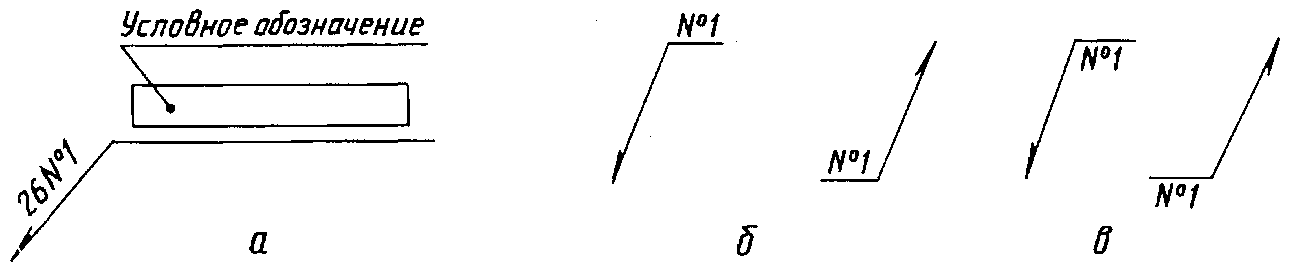 Условное обозначение
26№1
а
№1
№1
б
№1
№1
в